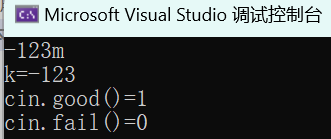 Microsoft Visual Studio 调试控制台
-123m
k=-123
cin.good()=1
cin.fail()=0